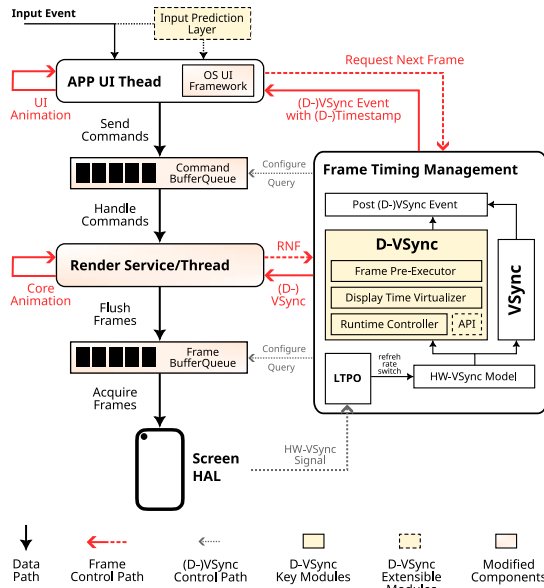 Input Event
Input Prediction
Layer
APP UI Thead
OS UI
Framework
Request Next Frame
UI
Animation
(D-)VSync Event
with (D-)Timestamp
Send
Commands
Command
BufferQueue
Configure
Query
Frame Timing Management
Post (D-)VSync Event
Handle
Commands
D-VSync
Frame Pre-Executor
Display Time Virtualizer
Runtime Controller
API
VSync
Render Service/Thread
RNF
(D-)
VSync
Core
Animation
Flush
Frames
Frame
BufferQueue
Configure
Query
LTPO
refreh
rate
switch
HW-VSync Model
Acquire
Frames
Screen
HAL
HW-VSync
Signal
Data
Path
Frame
Control Path
(D-)VSync
Control Path
D-VSync
Key Modules
D-VSync
Extensible
Modules
Modified
Components